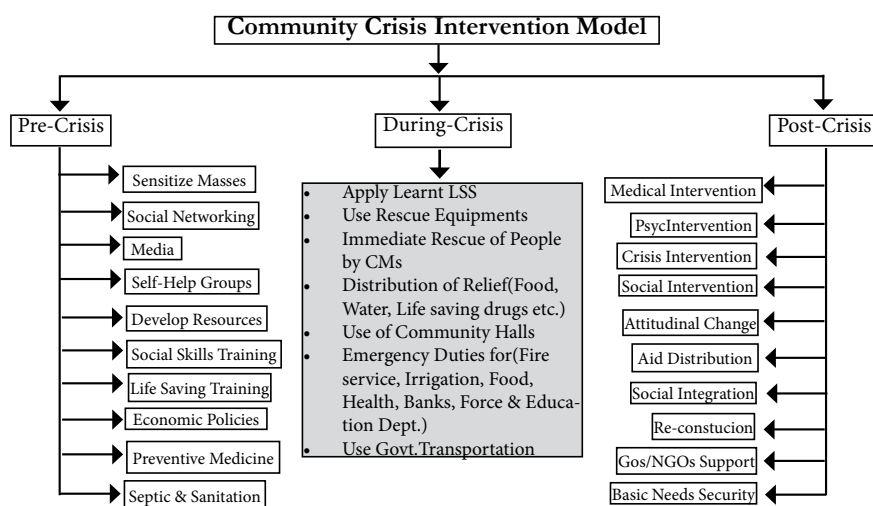 Community Crisis Intervention Model
Pre-Crisis
Sensitize Masses
Social Networking
Media
Self-Help Groups
Develop Resources
Social Skills Training
Life Saving Training
Economic Policies
Preventive Medicine
Septic & Sanitation
During-Crisis
• Apply Learnt LSS
• Use Rescue Equipments
• Immediate Rescue of People
by CMs
• Distribution of Relief(Food,
Water, Life saving drugs etc.)
• Use of Community Halls
• Emergency Duties for(Fire
service, Irrigation, Food,
Health, Banks, Force & Educa-
tion Dept.)
• Use Govt.Transportation
Post-Crisis
Medical Intervention
PsycIntervention
Crisis Intervention
Social Intervention
Attitudinal Change
Aid Distribution
Social Integration
Re-constucion
Gos/NGOs Support
Basic Needs Security